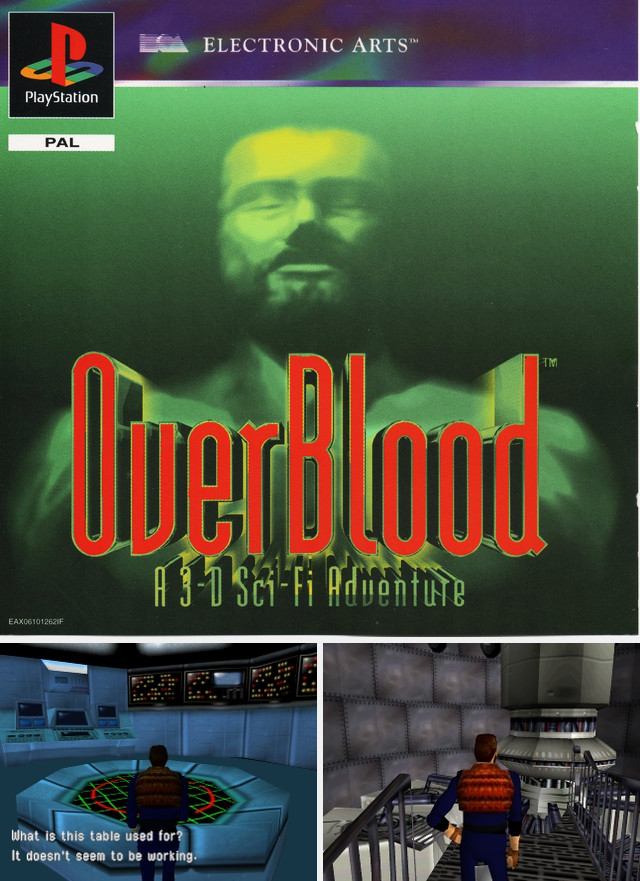 PlayStation
ELECTRONIC ARTS™
PAL
OverBlood™
A 3-D Sci-Fi Adventure
EAX06101262IF
What is this table used for?
It doesn't seem to be working.